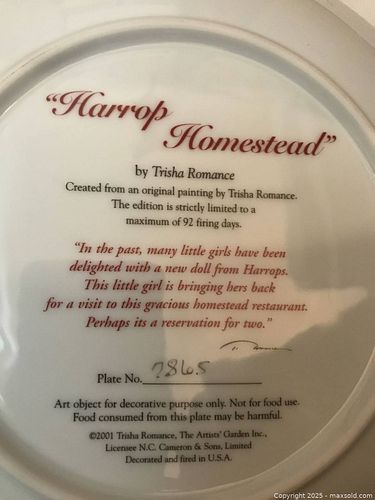 "Harrop
Homestead"
by Trisha Romance
Created from an original painting by Trisha Romance.
The edition is strictly limited to a
maximum of 92 firing days.
"In the past, many little girls have been
delighted with a new doll from Harrops.
This little girl is bringing hers back
for a visit to this gracious homestead restaurant.
Perhaps its a reservation for two."
Plate No.
Art object for decorative purpose only. Not for food use.
Food consumed from this plate may be harmful.
©2001 Trisha Romance, The Artists' Garden Inc.,
Licensee N.C. Cameron & Sons, Limited
Decorated and fired in U.S.A.
Copyright 2025 - maxsold.com